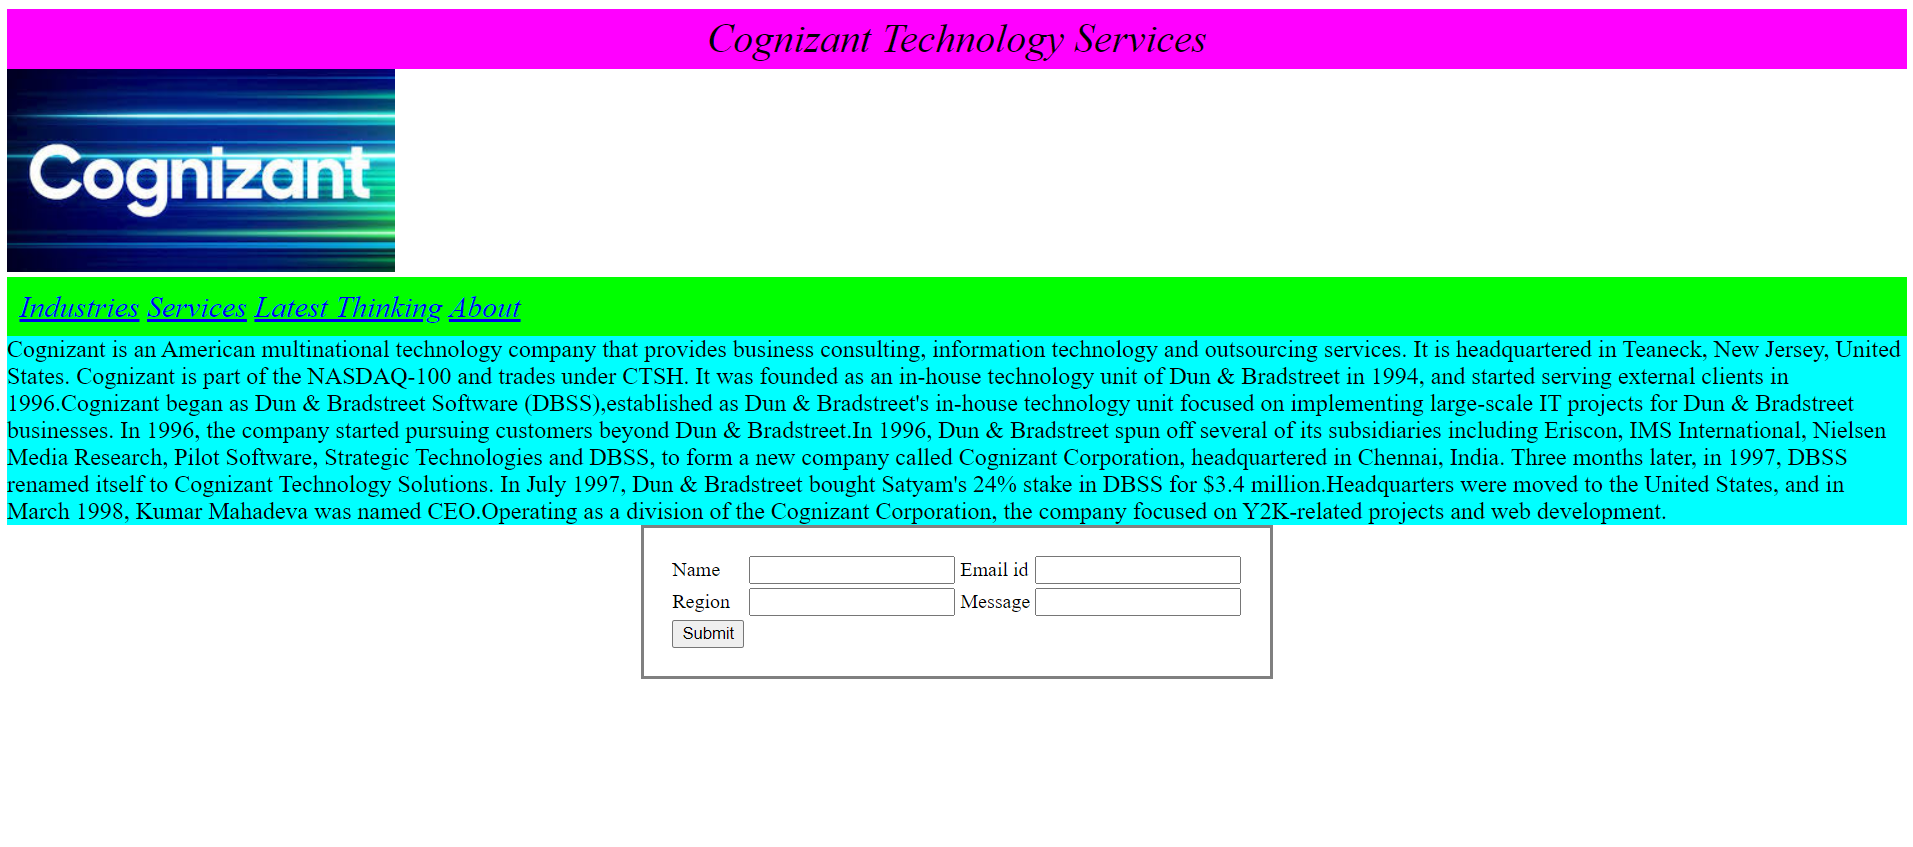 Cognizant Technology Services
Cognizant
Industries Services Latest Thinking About
Cognizant is an American multinational technology company that provides business consulting, information technology and outsourcing services. It is headquartered in Teaneck, New Jersey, United
States. Cognizant is part of the NASDAQ-100 and trades under CTSH. It was founded as an in-house technology unit of Dun & Bradstreet in 1994, and started serving external clients in
1996.Cognizant began as Dun & Bradstreet Software (DBSS),established as Dun & Bradstreet's in-house technology unit focused on implementing large-scale IT projects for Dun & Bradstreet
businesses. In 1996, the company started pursuing customers beyond Dun & Bradstreet.In 1996, Dun & Bradstreet spun off several of its subsidiaries including Eriscon, IMS International, Nielsen
Media Research, Pilot Software, Strategic Technologies and DBSS, to form a new company called Cognizant Corporation, headquartered in Chennai, India. Three months later, in 1997, DBSS
renamed itself to Cognizant Technology Solutions. In July 1997, Dun & Bradstreet bought Satyam's 24% stake in DBSS for $3.4 million.Headquarters were moved to the United States, and in
March 1998, Kumar Mahadeva was named CEO.Operating as a division of the Cognizant Corporation, the company focused on Y2K-related projects and web development.
Name Email id
Region Message
Submit